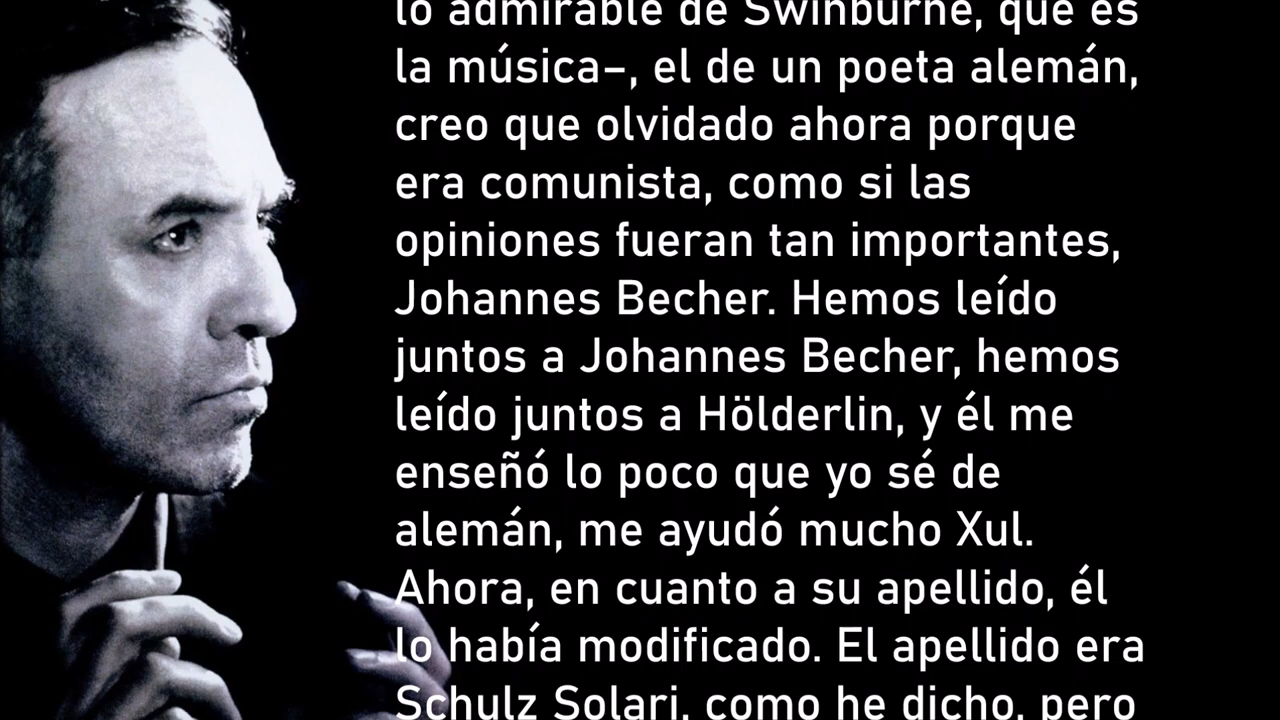 lo admirable de Swinburne, que es
la música–, el de un poeta alemán,
creo que olvidado ahora porque
era comunista, como si las
opiniones fueran tan importantes,
Johannes Becher. Hemos leído
juntos a Johannes Becher, hemos
leído juntos a Hölderlin, y él me
enseñó lo poco que yo sé de
alemán, me ayudó mucho Xul.
Ahora, en cuanto a su apellido, él
lo había modificado. El apellido era
Schulz Solari, como he dicho, pero